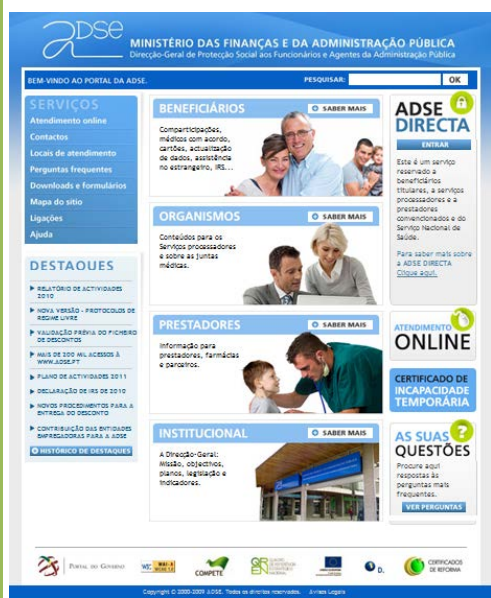 adse
MINISTÉRIO DAS FINANÇAS E DA ADMINISTRAÇÃO PÚBLICA
Direcção-Geral de Protecção Social aos Funcionários e Agentes da Administração Pública
BEM-VINDO AO PORTAL DA ADSE.
PESQUISAR:
OK
SERVIÇOS
Atendimento online
Contactos
Locais de atendimento
Perguntas frequentes
Downloads e formulários
Mapa do sítio
Ligações
Ajuda
DESTAQUES
RELATÓRIO DE ACTIVIDADES
2010
NOVA VERSÃO - PROTOCOLOS DE
REGIME LIVRE
VALIDAÇÃO PRÉVIA DO FICHEIRO
DE DESCONTOS
MAIS DE 200 MIL ACESSOS À
WWW.ADSE.PT
PLANO DE ACTIVIDADES 2011
DECLARAÇÃO DE IRS DE 2010
NOVOS PROCEDIMENTOS PARA A
ENTREGA DO DESCONTO
CONTRIBUIÇÃO DAS ENTIDADES
EMPREGADORAS PARA A ADSE
HISTÓRICO DE DESTAQUES
BENEFICIÁRIOS
SABER MAIS
Comparticipações,
médicos com acordo,
cartões, actualização
de dados, assistência
no estrangeiro, IRS...
ORGANISMOS
SABER MAIS
Conteúdos para os
Serviços processadores
e sobre as juntas
médicas.
PRESTADORES
SABER MAIS
Informação para
prestadores, farmácias
e parceiros.
INSTITUCIONAL
SABER MAIS
A Direcção-Geral:
Missão, objectivos,
planos, legislação e
indicadores.
ADSE
DIRECTA
ENTRAR
Este é um serviço
reservado a
beneficiários
titulares, a serviços
processadores e a
prestadores
convencionados e do
Serviço Nacional de
Saúde.
Para saber mais sobre
a ADSE DIRECTA
Clique aqui.
ATENDIMENTO
ONLINE
CERTIFICADO DE
INCAPACIDADE
TEMPORÁRIA
AS SUAS
QUESTÕES
Procure aqui
respostas às
perguntas mais
frequentes.
VER PERGUNTAS
PORTAL DO GOVERNO
COMPETE
QR
D.
CERTIFICADOS
DE REFORMA
Copyright © 2000-2009 ADSE. Todos os direitos reservados. Avisos Legais